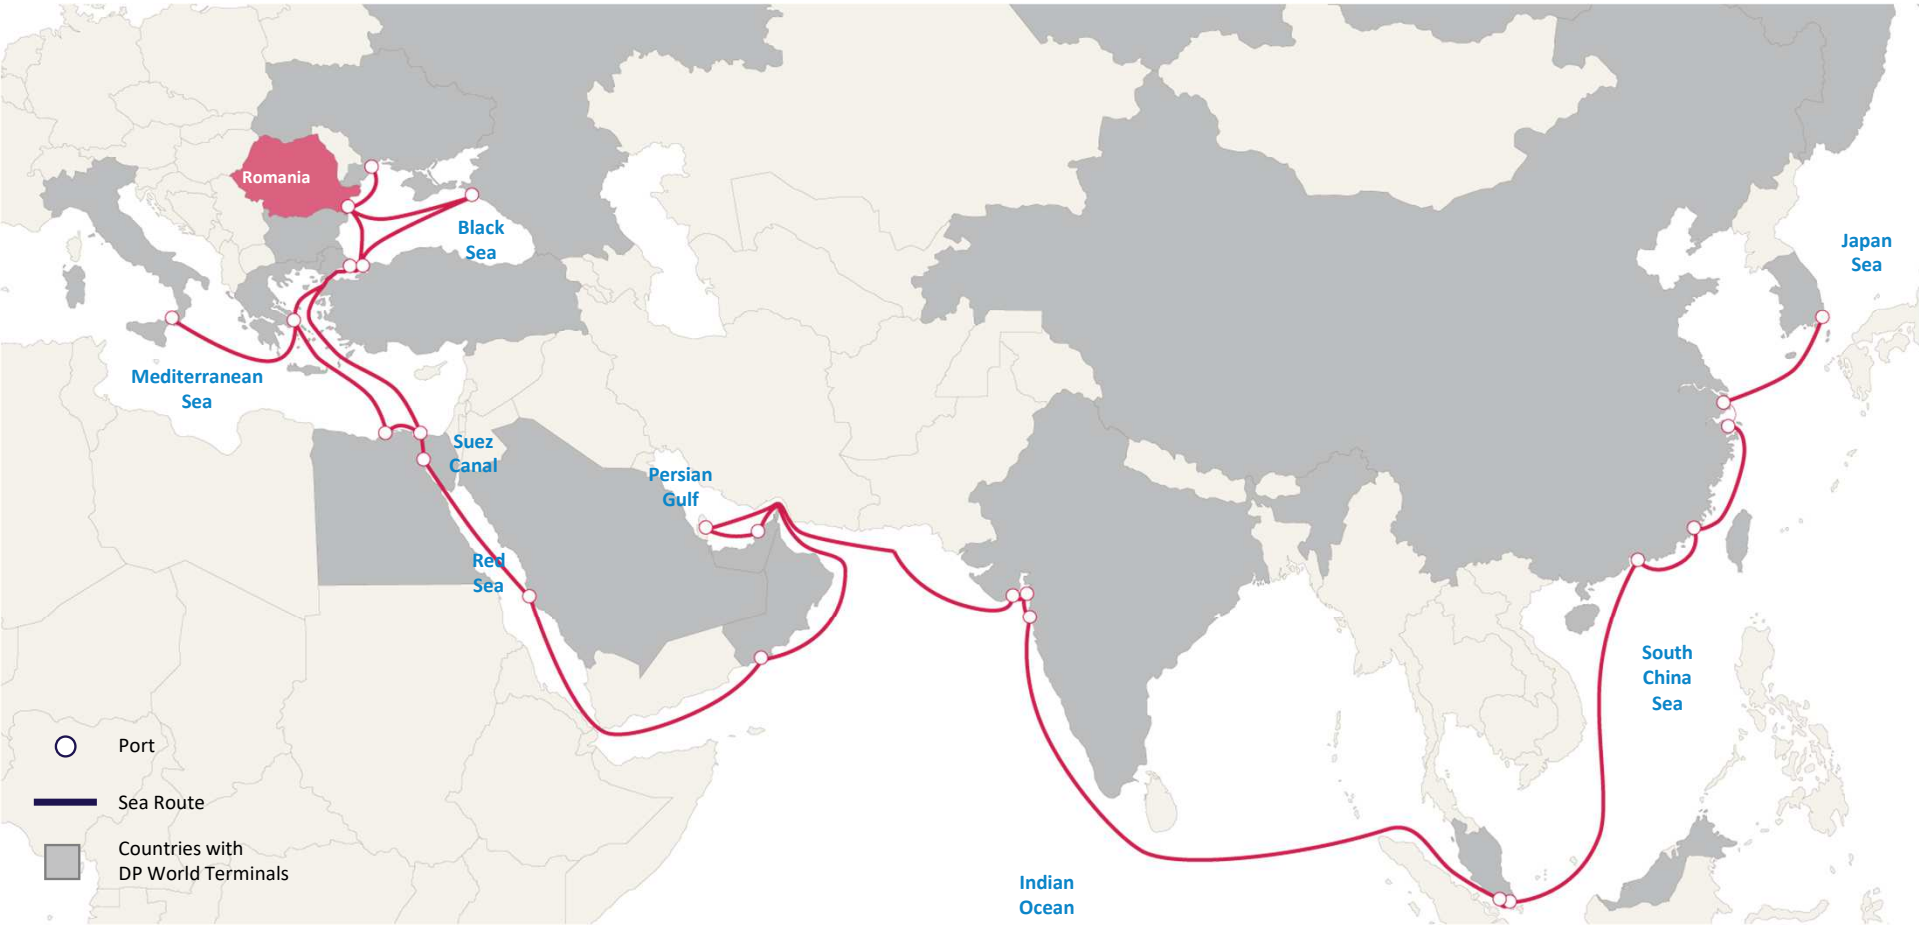 Romania
Black
Sea
Japan
Sea
Mediterranean
Sea
Suez
Canal
Persian
Gulf
Red
Sea
South
China
Sea
Port
Sea Route
Countries with
DP World Terminals
Indian
Ocean